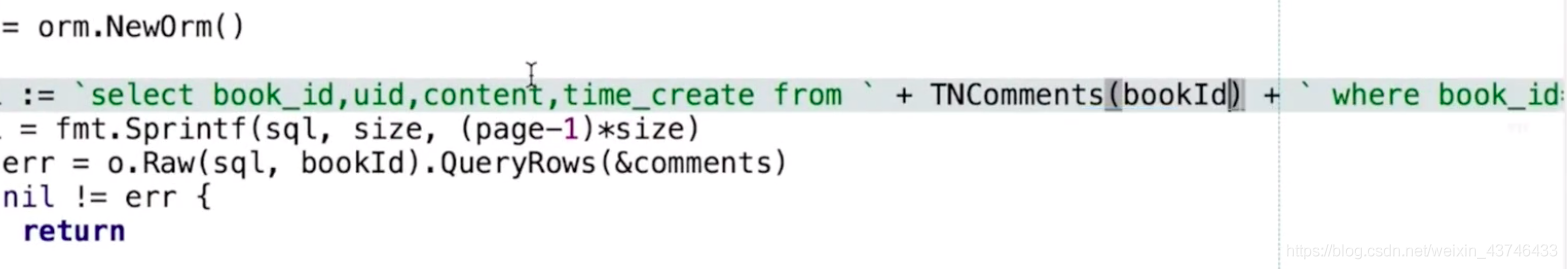 = orm.NewOrm()
:= `select book_id,uid,content,time_create from ` + TNComments(bookId) + ` where book_id
= fmt.Sprintf(sql, size, (page-1)*size)
err = o.Raw(sql, bookId).QueryRows(&comments)
nil != err {
return
https://blog.csdn.net/weixin_43746433